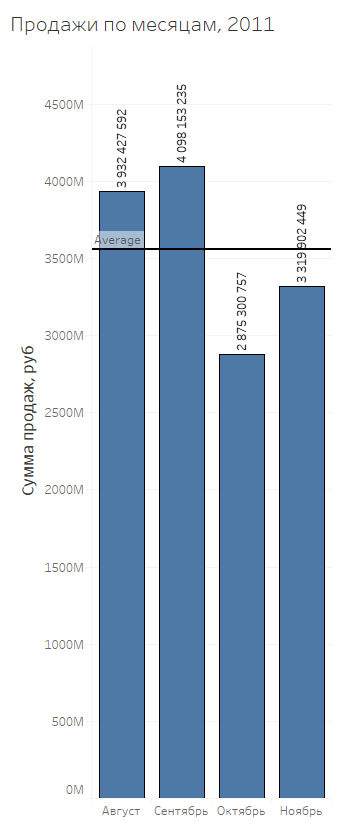 Продажи по месяцам, 2011
Сумма продаж, руб
4500M
4000M
3500M
3000M
2500M
2000M
1500M
1000M
500M
0M
Average
3 932 427 592
4 098 153 235
2 875 300 757
3 319 902 449
Август Сентябрь Октябрь Ноябрь